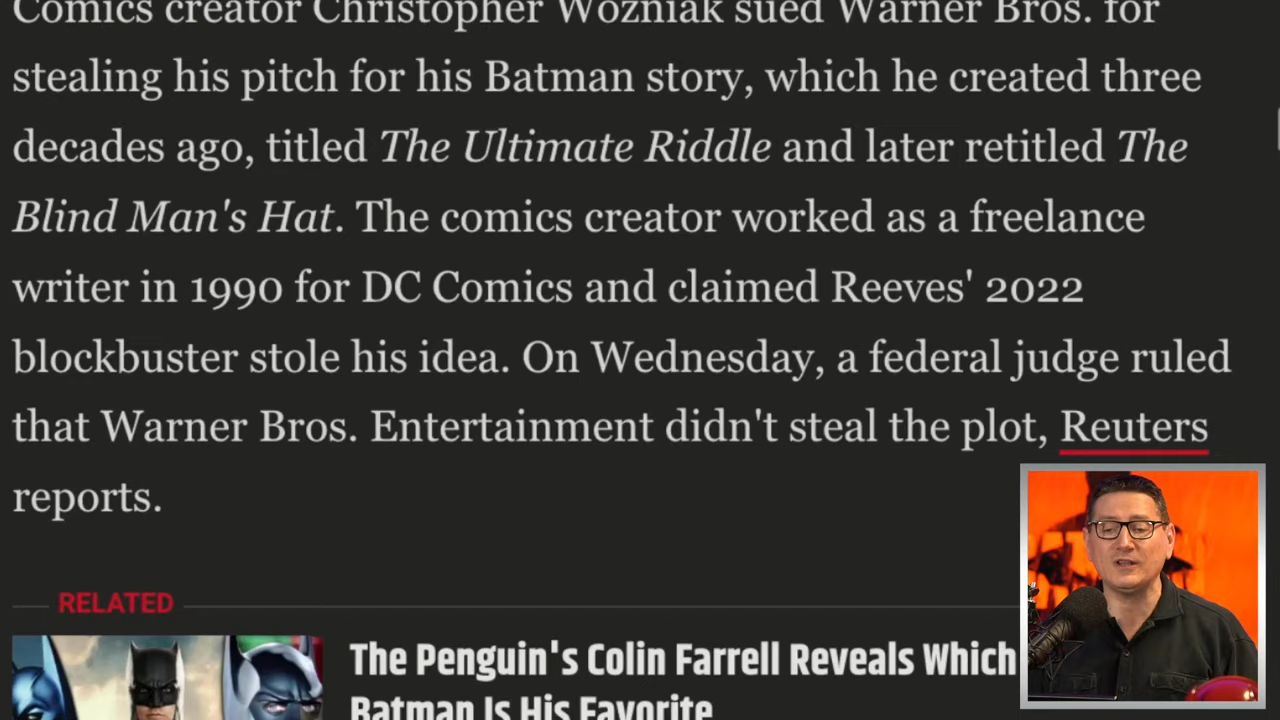 Comics creator Christopher Wozniak sued Warner Bros. for
stealing his pitch for his Batman story, which he created three
decades ago, titled The Ultimate Riddle and later retitled The
Blind Man's Hat. The comics creator worked as a freelance
writer in 1990 for DC Comics and claimed Reeves' 2022
blockbuster stole his idea. On Wednesday, a federal judge ruled
that Warner Bros. Entertainment didn't steal the plot, Reuters
reports.
RELATED
The Penguin's Colin Farrell Reveals Which
Batman Is His Favorite